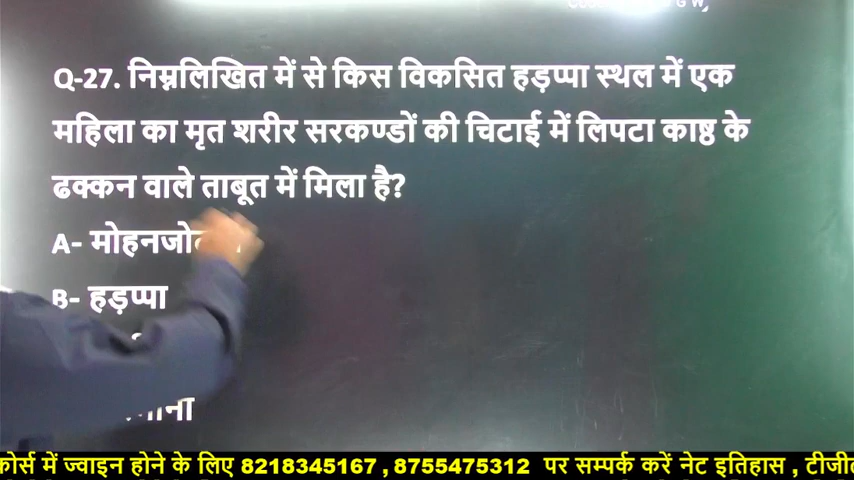 Q-27. निम्नलिखित में से किस विकसित हड़प्पा स्थल में एक
महिला का मृत शरीर सरकण्डों की चिटाई में लिपटा काष्ठ के
ढक्कन वाले ताबूत में मिला है?
A-
B- हड़प्पा
कोर्स में ज्वाइन होने के लिए 8218345167 , 8755475312 पर सम्पर्क करें नेट इतिहास ,